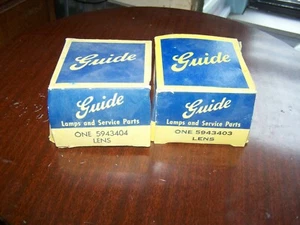 Guide
Guide
Lamps and Service Parts
ONE 5943404
LENS
Guide
Guide
Lamps and Service Parts
ONE 5943403
LENS